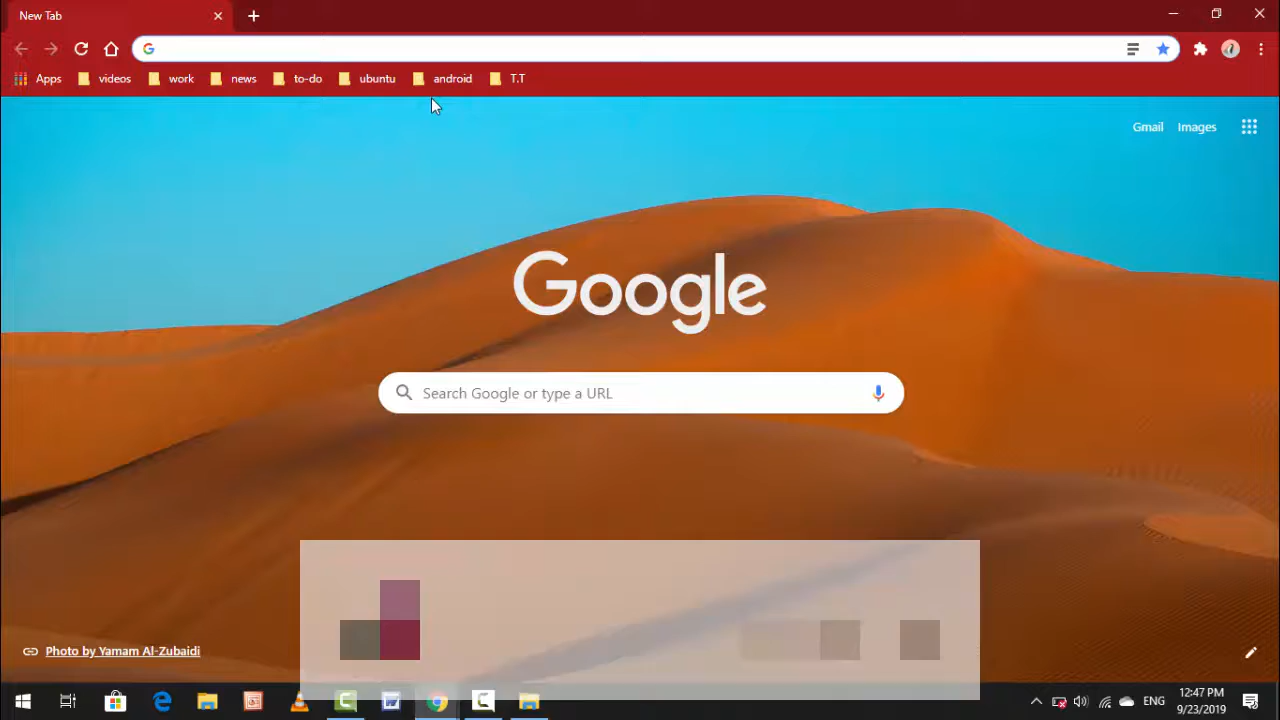 New Tab
Apps videos work news to-do ubuntu android T.T
Gmail Images
Google
Search Google or type a URL
Photo by Yamam Al-Zubaidi
ENG 12:47 PM
9/23/2019